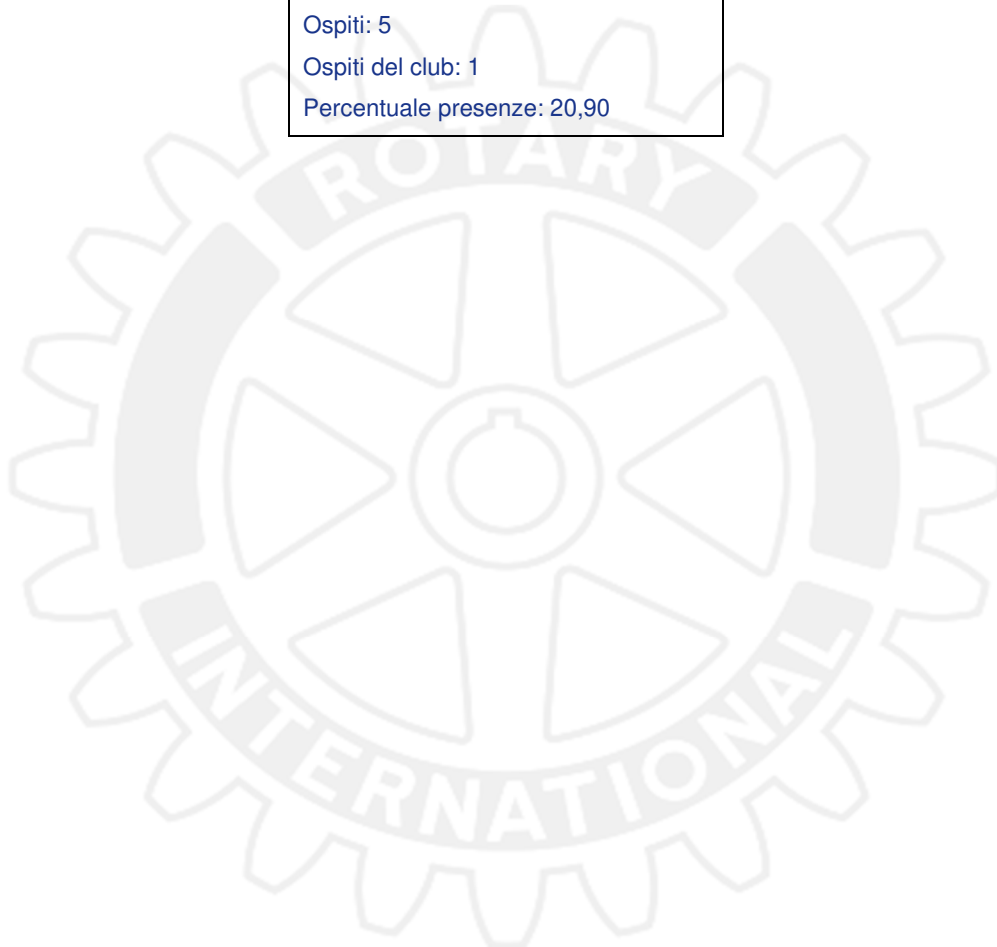 Ospiti: 5
Ospiti del club: 1
Percentuale presenze: 20,90
ROTARY
INTERNATIONAL